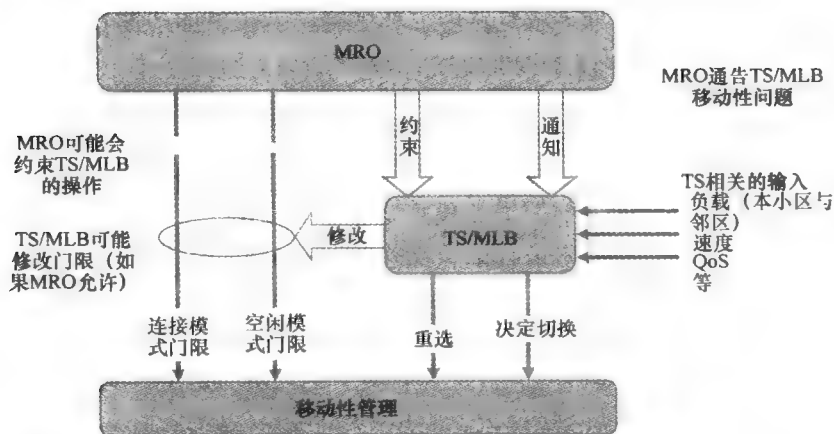 MRO
MRO通告TS/MLB
移动性问题
约束
通知
MRO可能会
约束TS/MLB
的操作
TS相关的输入
负载（本小区与
邻区）
速度
QoS
等
TS/MLB
修改
TS/MLB可能
修改门限（如
果MRO允许）
连接模
式门限
空闲模
式门限
重选
决定切换
移动性管理